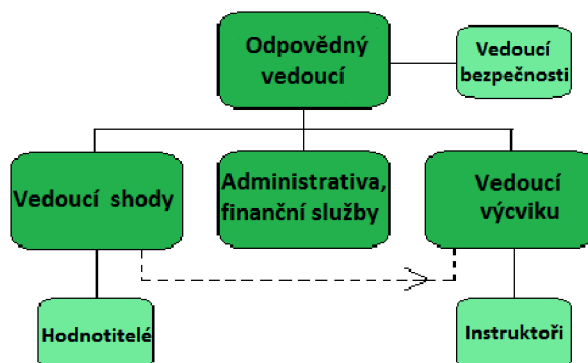 Odpovědný
vedoucí
Vedoucí
bezpečnosti
Vedoucí shody
Administrativa,
finanční služby
Vedoucí
výcviku
Hodnotitelé
Instruktoři